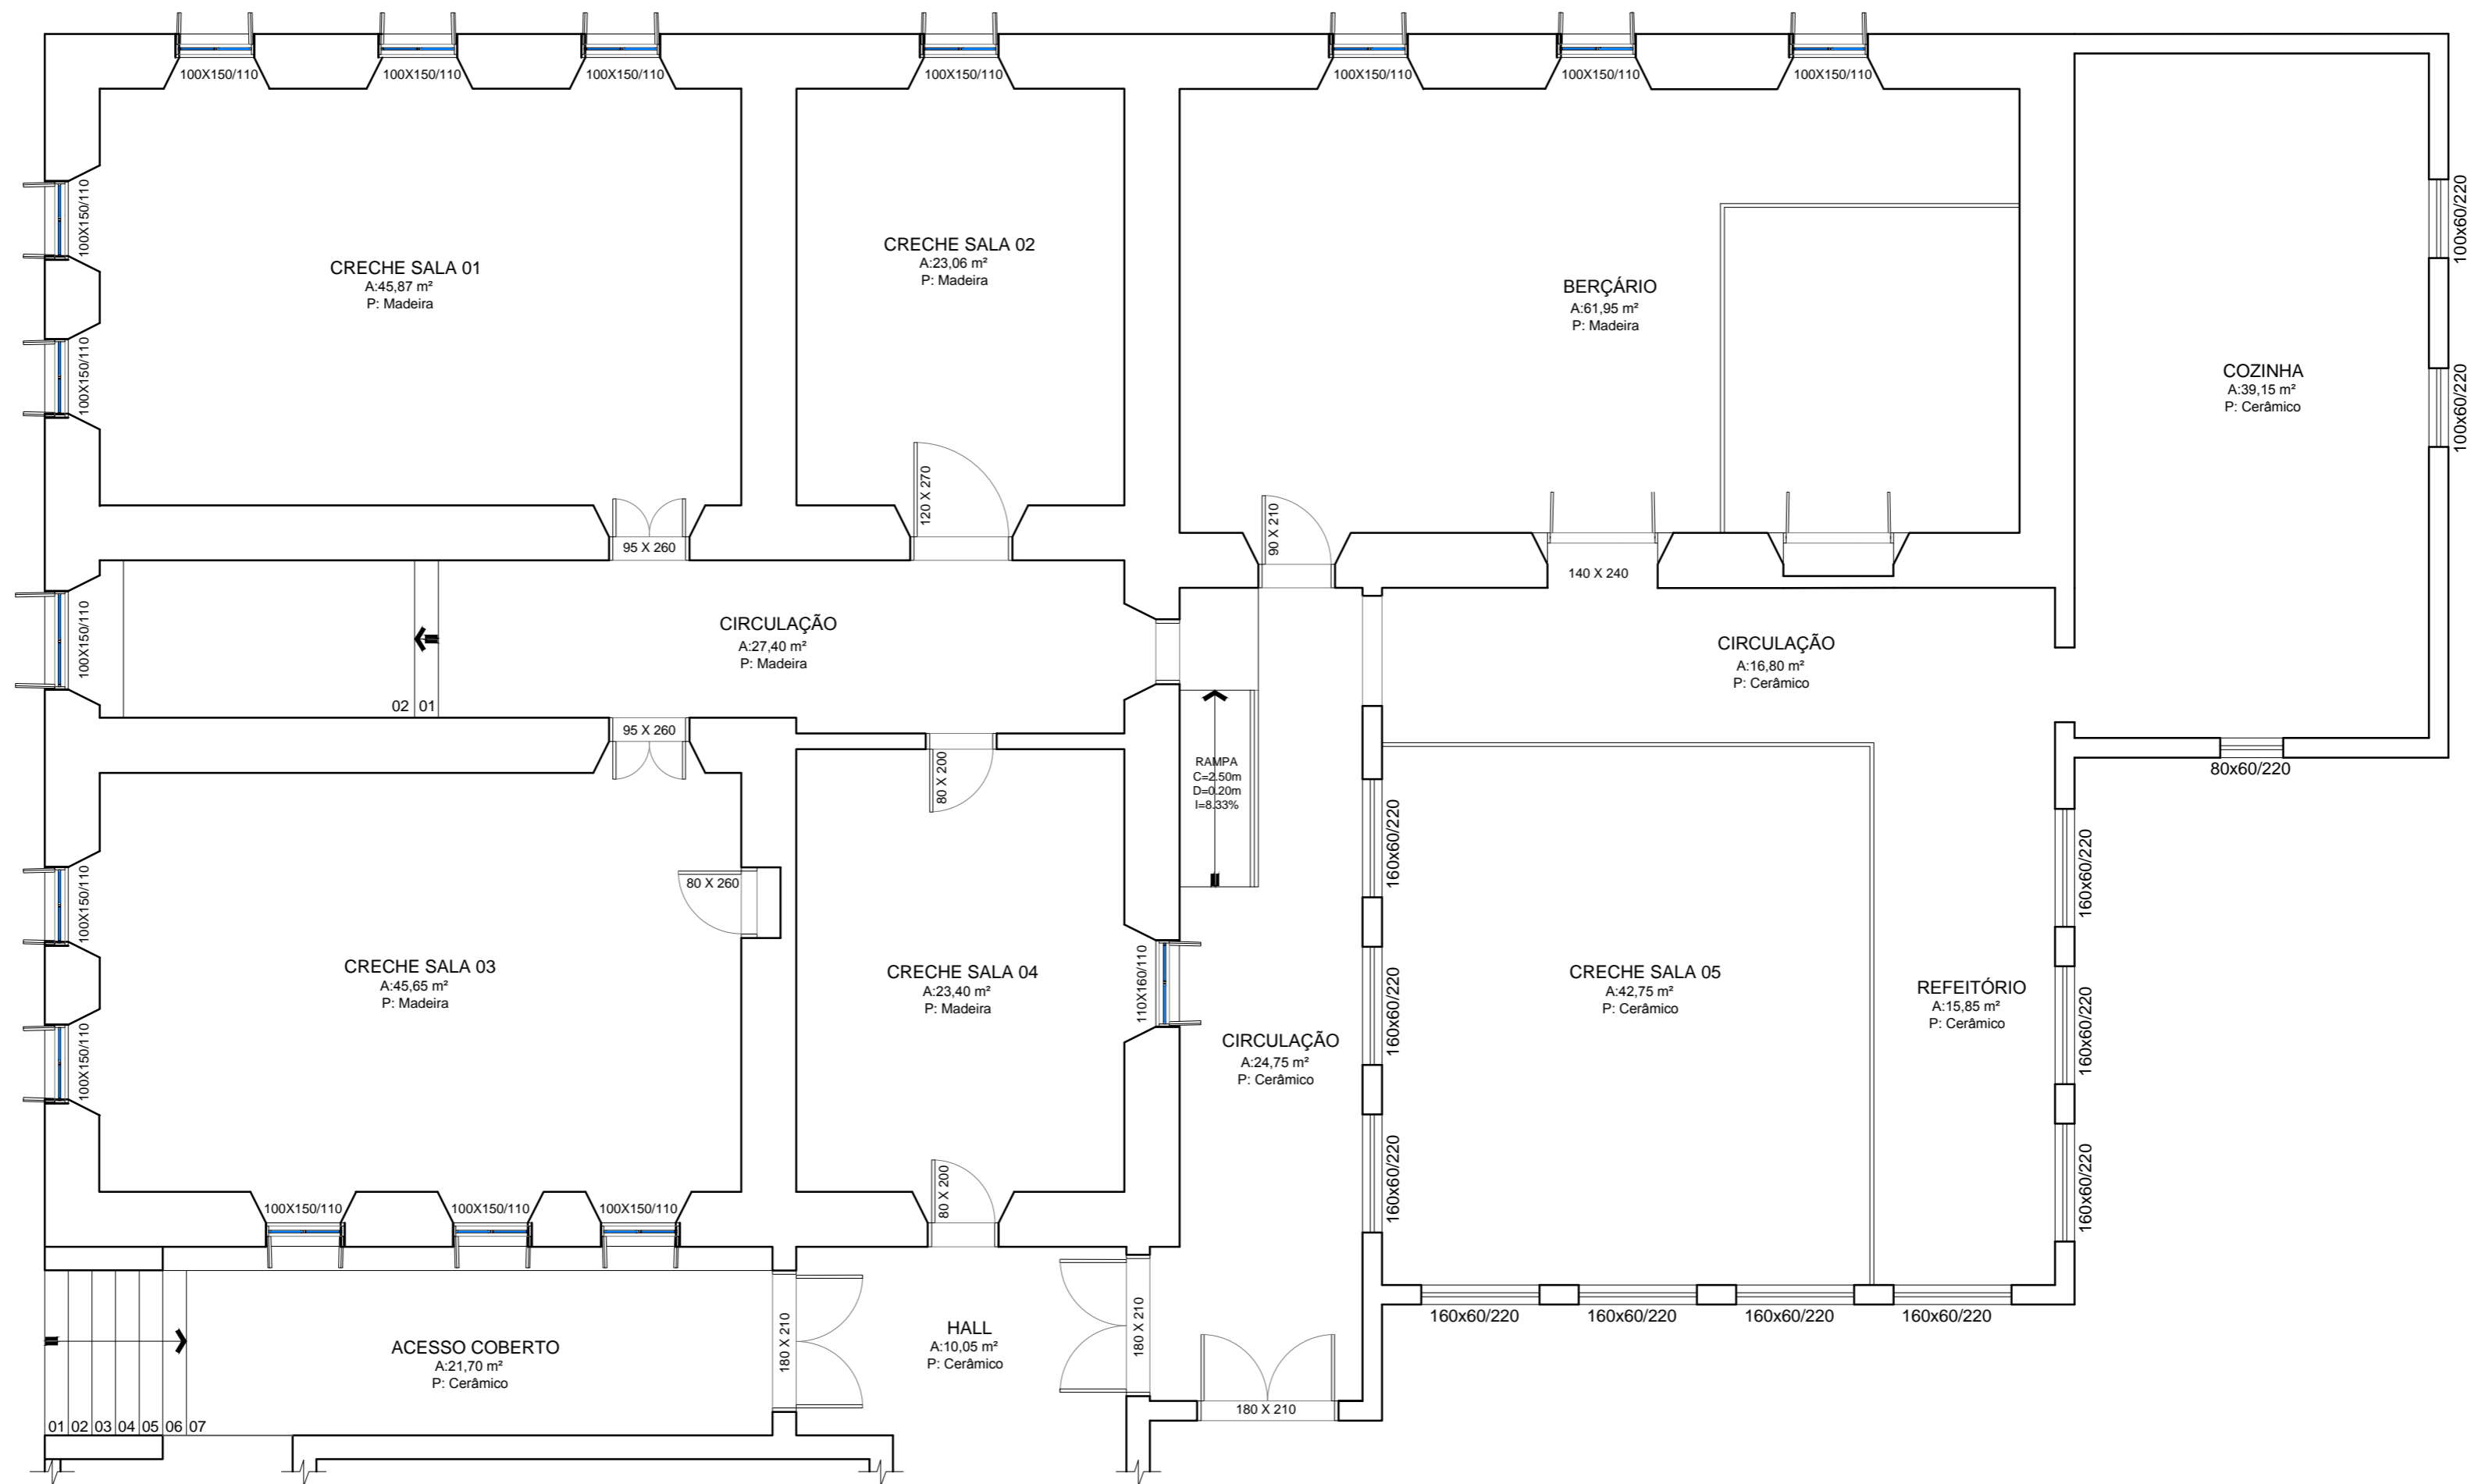 100X150/110
100X150/110
100X150/110
100X150/110
100X150/110
100X150/110
100X150/110
100X150/110
100X150/110
100X150/110
CRECHE SALA 01
A:45,87 m²
P: Madeira
CRECHE SALA 02
A:23,06 m²
P: Madeira
120 X 270
BERÇÁRIO
A:61,95 m²
P: Madeira
90 X 210
140 X 240
COZINHA
A:39,15 m²
P: Cerâmico
100x60/220
100x60/220
80x60/220
95 X 260
CIRCULAÇÃO
A:27,40 m²
P: Madeira
02
01
95 X 260
CIRCULAÇÃO
A:16,80 m²
P: Cerâmico
80 X 200
RAMPA
C=2.50m
D=0.20m
I=8.33%
100X150/110
100X150/110
80 X 260
CRECHE SALA 03
A:45,65 m²
P: Madeira
CRECHE SALA 04
A:23,40 m²
P: Madeira
110X160/110
CIRCULAÇÃO
A:24,75 m²
P: Cerâmico
160x60/220
160x60/220
160x60/220
CRECHE SALA 05
A:42,75 m²
P: Cerâmico
REFEITÓRIO
A:15,85 m²
P: Cerâmico
160x60/220
160x60/220
160x60/220
100X150/110
100X150/110
100X150/110
80 X 200
160x60/220
160x60/220
160x60/220
160x60/220
ACESSO COBERTO
A:21,70 m²
P: Cerâmico
180 X 210
HALL
A:10,05 m²
P: Cerâmico
180 X 210
180 X 210
01
02
03
04
05
06
07